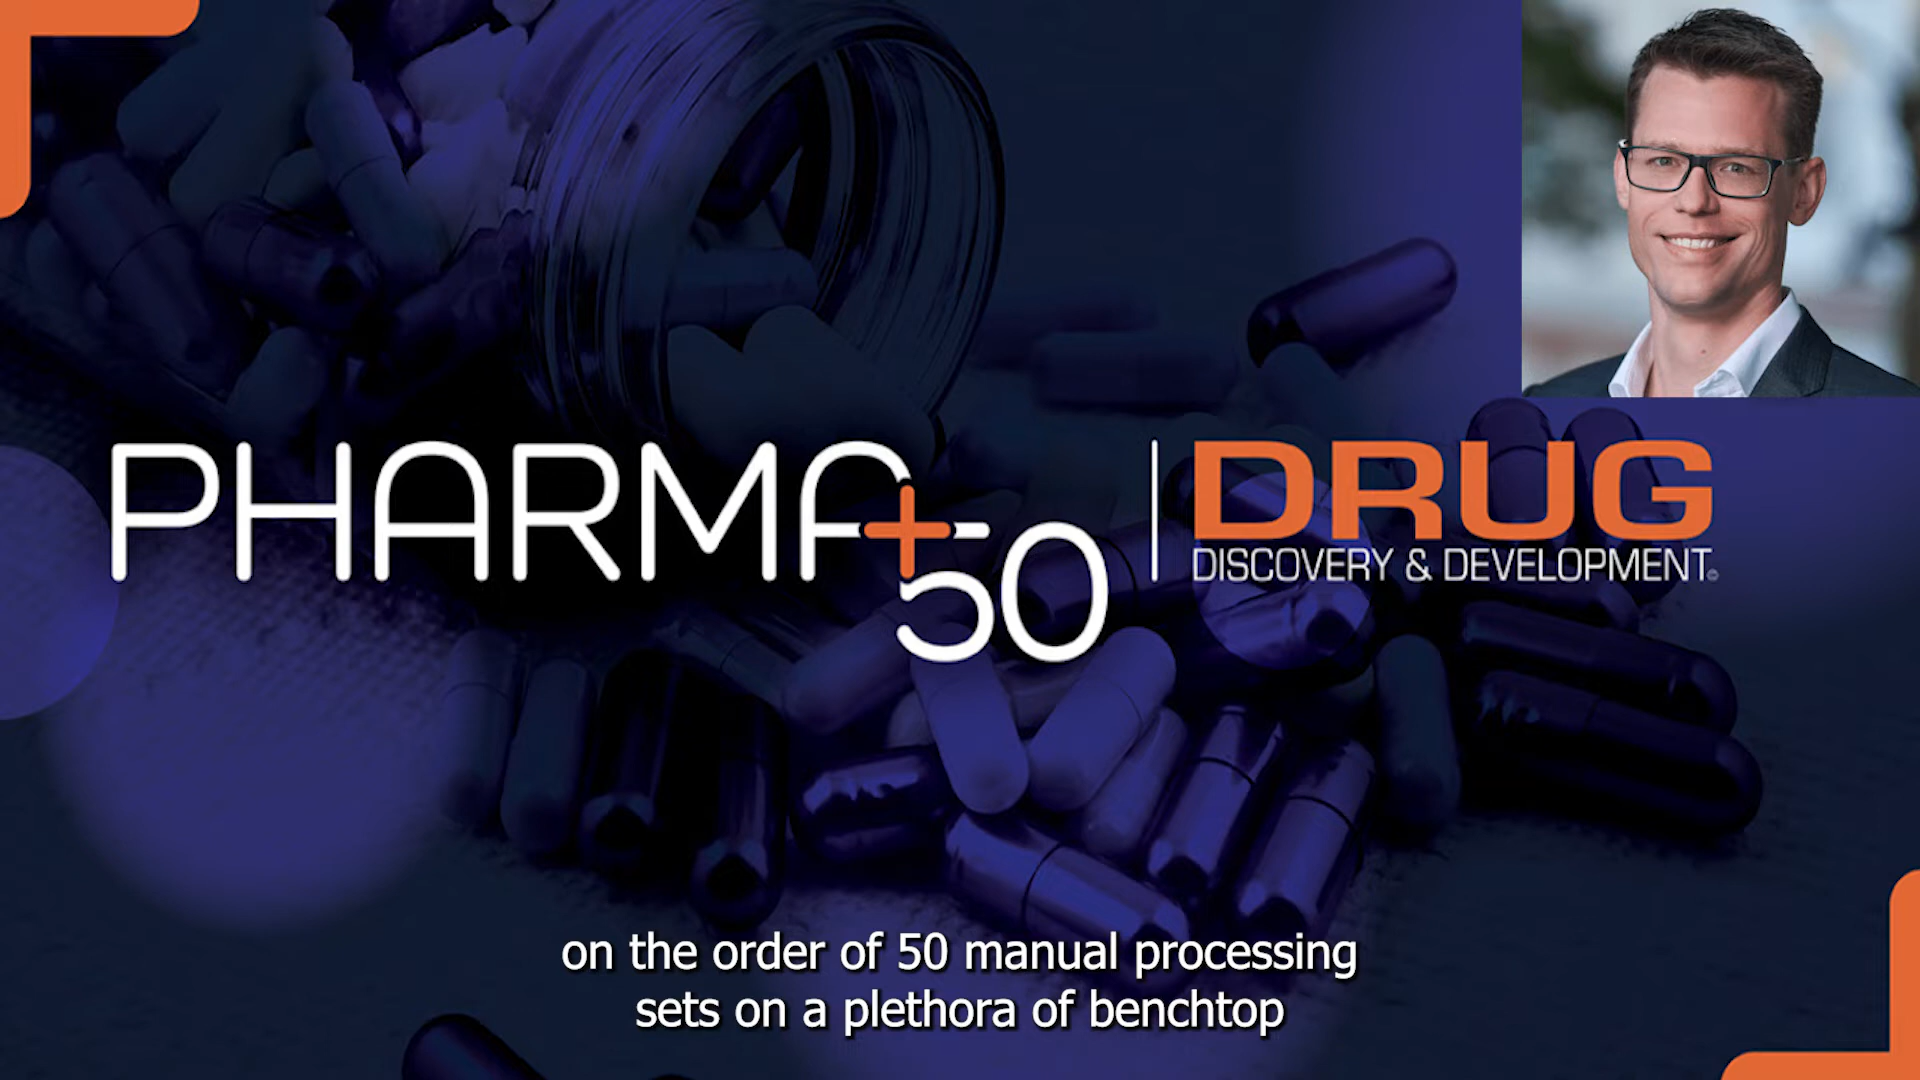 PHARMA+50
DRUG
DISCOVERY & DEVELOPMENT
on the order of 50 manual processing
sets on a plethora of benchtop